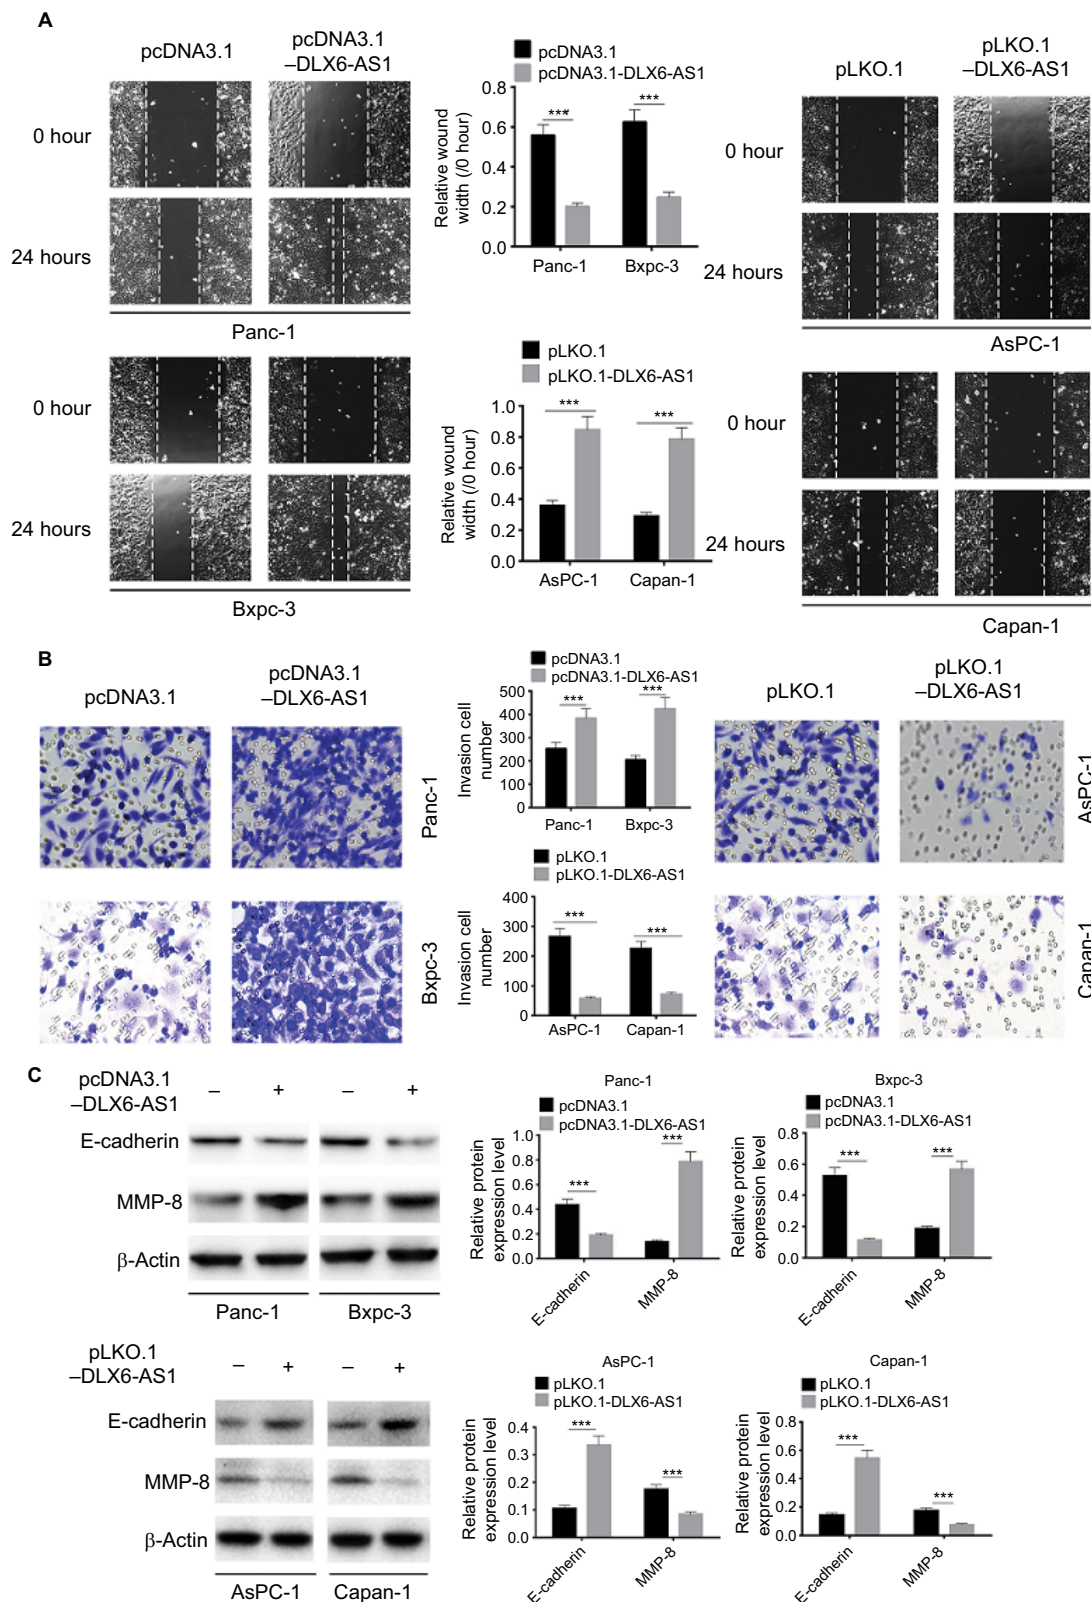 A
pcDNA3.1
pcDNA3.1
–DLX6-AS1
0 hour
24 hours
Panc-1
0 hour
24 hours
Bxpc-3
pcDNA3.1
pcDNA3.1-DLX6-AS1
Relative wound
width (/0 hour)
0.8
0.6
0.4
0.2
0.0
***
***
Panc-1
Bxpc-3
pLKO.1
pLKO.1-DLX6-AS1
Relative wound
width (/0 hour)
1.0
0.8
0.6
0.4
0.2
0.0
***
***
AsPC-1
Capan-1
pLKO.1
pLKO.1
–DLX6-AS1
0 hour
24 hours
AsPC-1
0 hour
24 hours
Capan-1
B
pcDNA3.1
pcDNA3.1
–DLX6-AS1
Panc-1
Bxpc-3
pcDNA3.1
pcDNA3.1-DLX6-AS1
Invasion cell
number
500
400
300
200
100
0
***
***
Panc-1
Bxpc-3
pLKO.1
pLKO.1-DLX6-AS1
Invasion cell
number
400
300
200
100
0
***
***
AsPC-1
Capan-1
pLKO.1
pLKO.1
–DLX6-AS1
AsPC-1
Capan-1
C
pcDNA3.1
–DLX6-AS1
– + – +
E-cadherin
MMP-8
β-Actin
Panc-1
Bxpc-3
Panc-1
pcDNA3.1
pcDNA3.1-DLX6-AS1
Relative protein
expression level
1.0
0.8
0.6
0.4
0.2
0.0
***
***
E-cadherin
MMP-8
Bxpc-3
pcDNA3.1
pcDNA3.1-DLX6-AS1
Relative protein
expression level
0.8
0.6
0.4
0.2
0.0
***
***
E-cadherin
MMP-8
pLKO.1
–DLX6-AS1
– + – +
E-cadherin
MMP-8
β-Actin
AsPC-1
Capan-1
AsPC-1
pLKO.1
pLKO.1-DLX6-AS1
Relative protein
expression level
0.4
0.3
0.2
0.1
0.0
***
***
E-cadherin
MMP-8
Capan-1
pLKO.1
pLKO.1-DLX6-AS1
Relative protein
expression level
0.8
0.6
0.4
0.2
0.0
***
***
E-cadherin
MMP-8